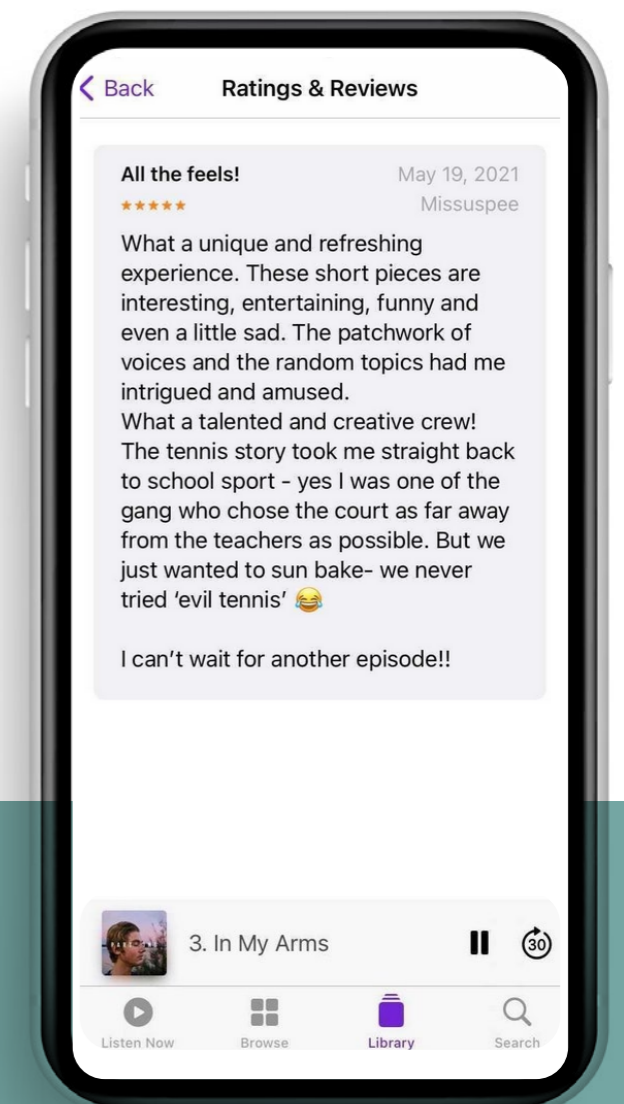 Back
Ratings & Reviews
All the feels!
May 19, 2021
★★★★★
Missuspee
What a unique and refreshing
experience. These short pieces are
interesting, entertaining, funny and
even a little sad. The patchwork of
voices and the random topics had me
intrigued and amused.
What a talented and creative crew!
The tennis story took me straight back
to school sport - yes I was one of the
gang who chose the court as far away
from the teachers as possible. But we
just wanted to sun bake- we never
tried ‘evil tennis’ 😂
I can’t wait for another episode!!
3. In My Arms
30
Listen Now
Browse
Library
Search